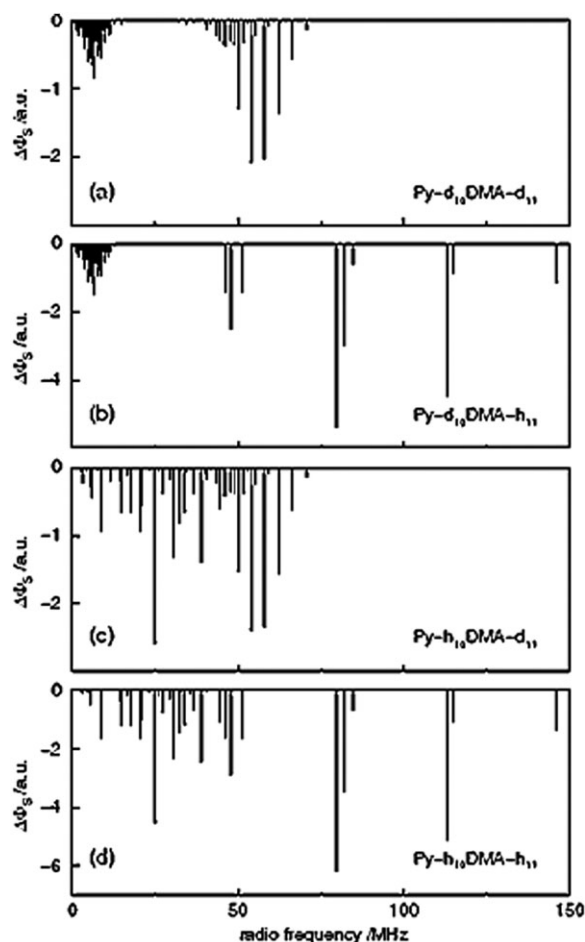 ΔΦₛ /a.u.
0
−1
−2
(a)
Py−d₁₀DMA−d₁₁
ΔΦₛ /a.u.
0
−2
−4
(b)
Py−d₁₀DMA−h₁₁
ΔΦₛ /a.u.
0
−1
−2
(c)
Py−h₁₀DMA−d₁₁
ΔΦₛ /a.u.
0
−2
−4
−6
(d)
Py−h₁₀DMA−h₁₁
0 50 100 150
radio frequency /MHz